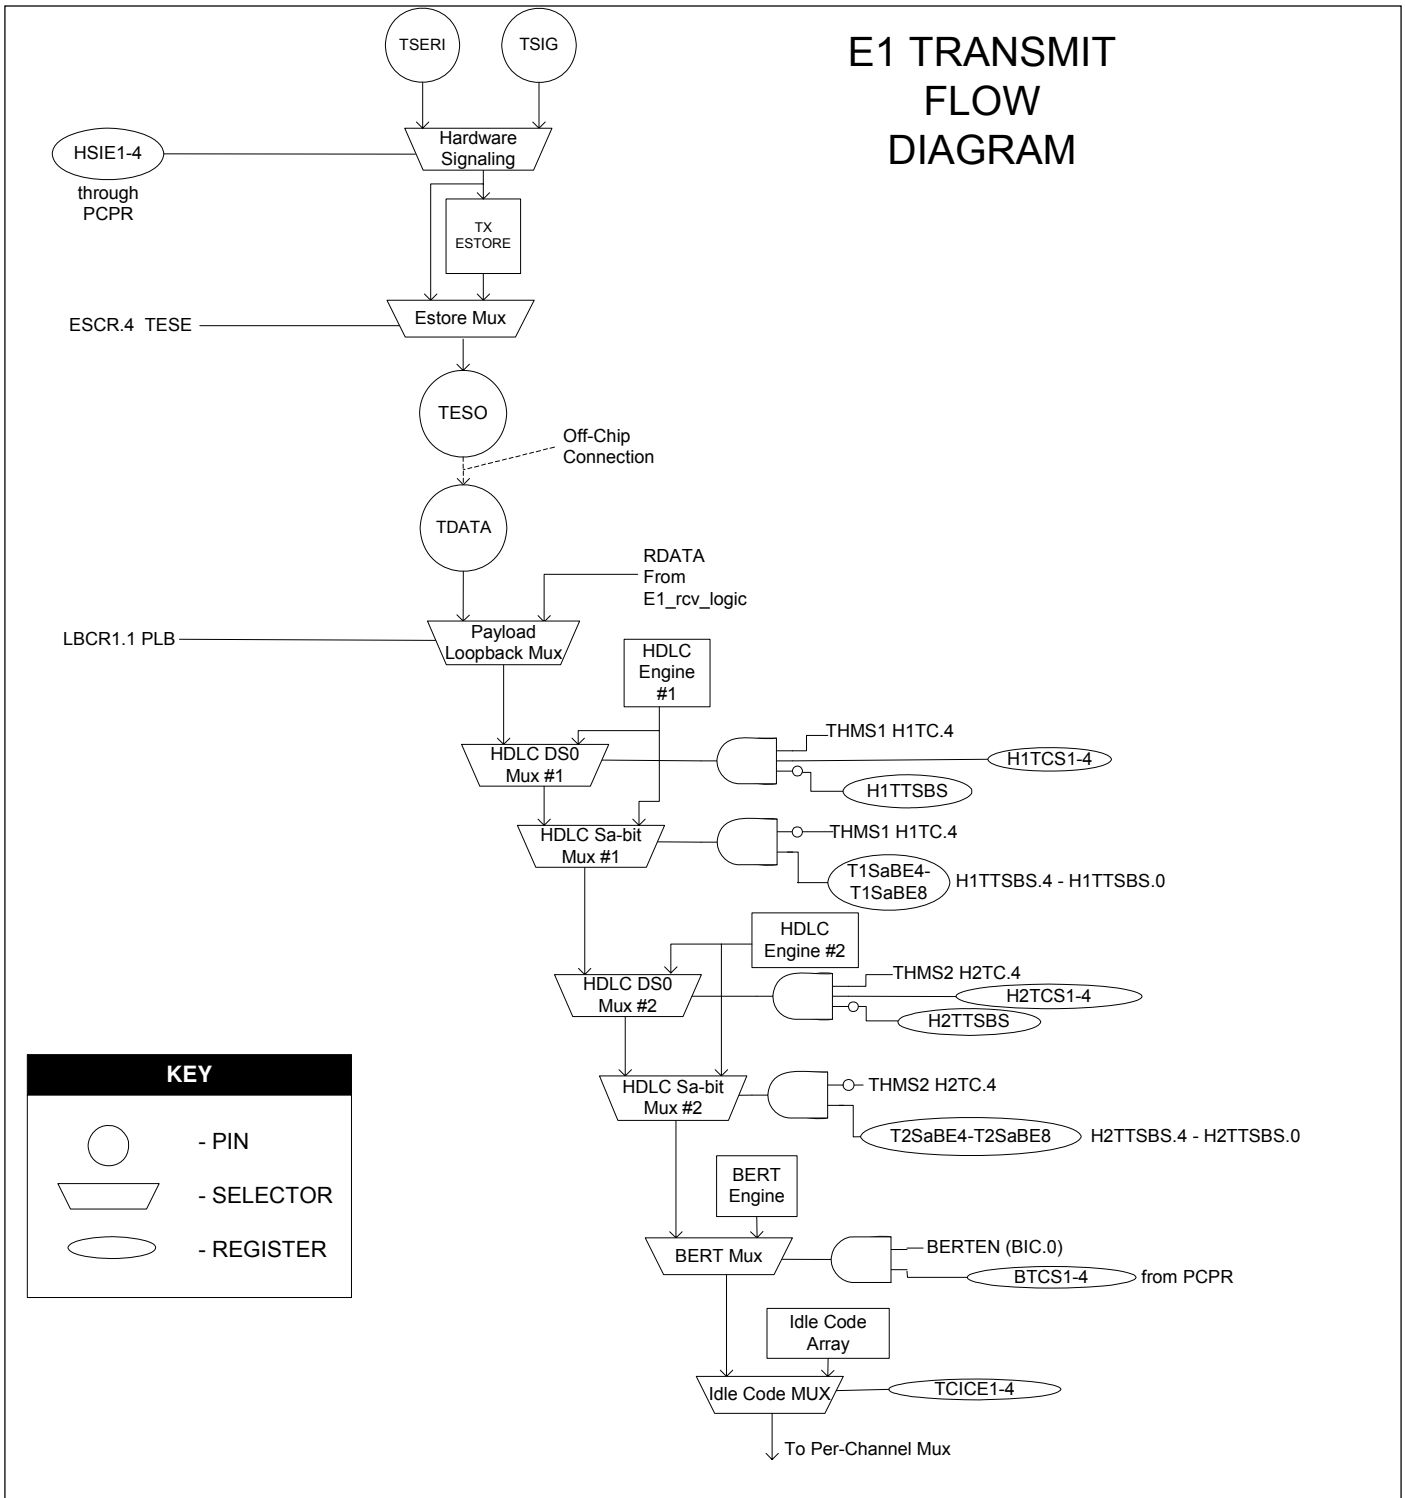 E1 TRANSMIT
FLOW
DIAGRAM
TSERI
TSIG
Hardware
Signaling
HSIE1-4
through
PCPR
TX
ESTORE
ESCR.4 TESE
Estore Mux
TESO
Off-Chip
Connection
TDATA
RDATA
From
E1_rcv_logic
LBCR1.1 PLB
Payload
Loopback Mux
HDLC
Engine
#1
THMS1 H1TC.4
HDLC DS0
Mux #1
H1TCS1-4
H1TTSBS
HDLC Sa-bit
Mux #1
THMS1 H1TC.4
T1SaBE4-
T1SaBE8
H1TTSBS.4 - H1TTSBS.0
HDLC
Engine #2
THMS2 H2TC.4
HDLC DS0
Mux #2
H2TCS1-4
H2TTSBS
HDLC Sa-bit
Mux #2
THMS2 H2TC.4
T2SaBE4-T2SaBE8
H2TTSBS.4 - H2TTSBS.0
BERT
Engine
BERT Mux
BERTEN (BIC.0)
BTCS1-4
from PCPR
Idle Code
Array
Idle Code MUX
TCICE1-4
To Per-Channel Mux
KEY
- PIN
- SELECTOR
- REGISTER